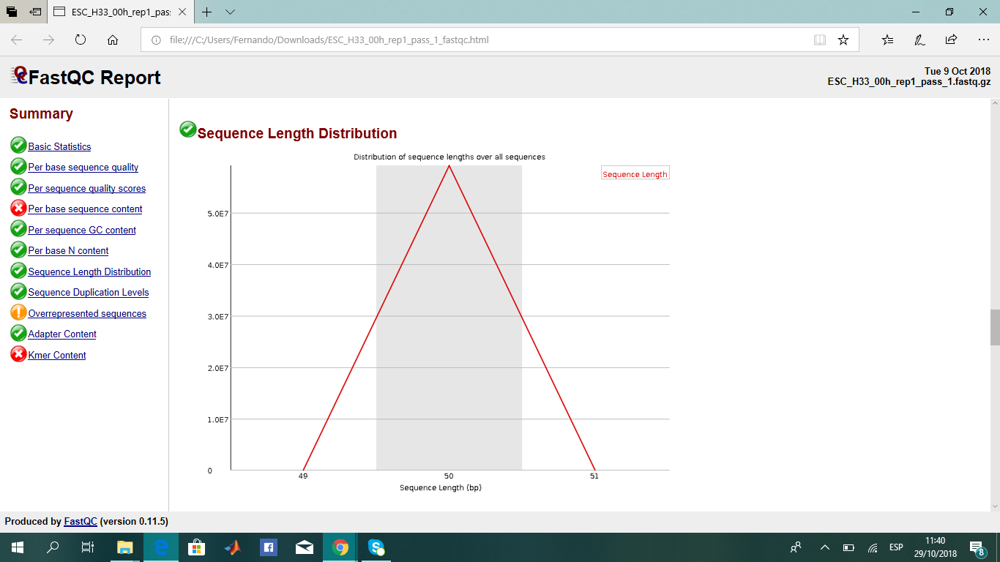 ESC_H33_00h_rep1_pas:
file:///C:/Users/Fernando/Downloads/ESC_H33_00h_rep1_pass_1_fastqc.html
FastQC Report
Tue 9 Oct 2018
ESC_H33_00h_rep1_pass_1.fastq.gz
Summary
Basic Statistics
Per base sequence quality
Per sequence quality scores
Per base sequence content
Per sequence GC content
Per base N content
Sequence Length Distribution
Sequence Duplication Levels
Overrepresented sequences
Adapter Content
Kmer Content
Sequence Length Distribution
Distribution of sequence lengths over all sequences
Sequence Length
5.0E7
4.0E7
3.0E7
2.0E7
1.0E7
0
49 50 51
Sequence Length (bp)
Produced by FastQC (version 0.11.5)
ESP
11:40
29/10/2018
8